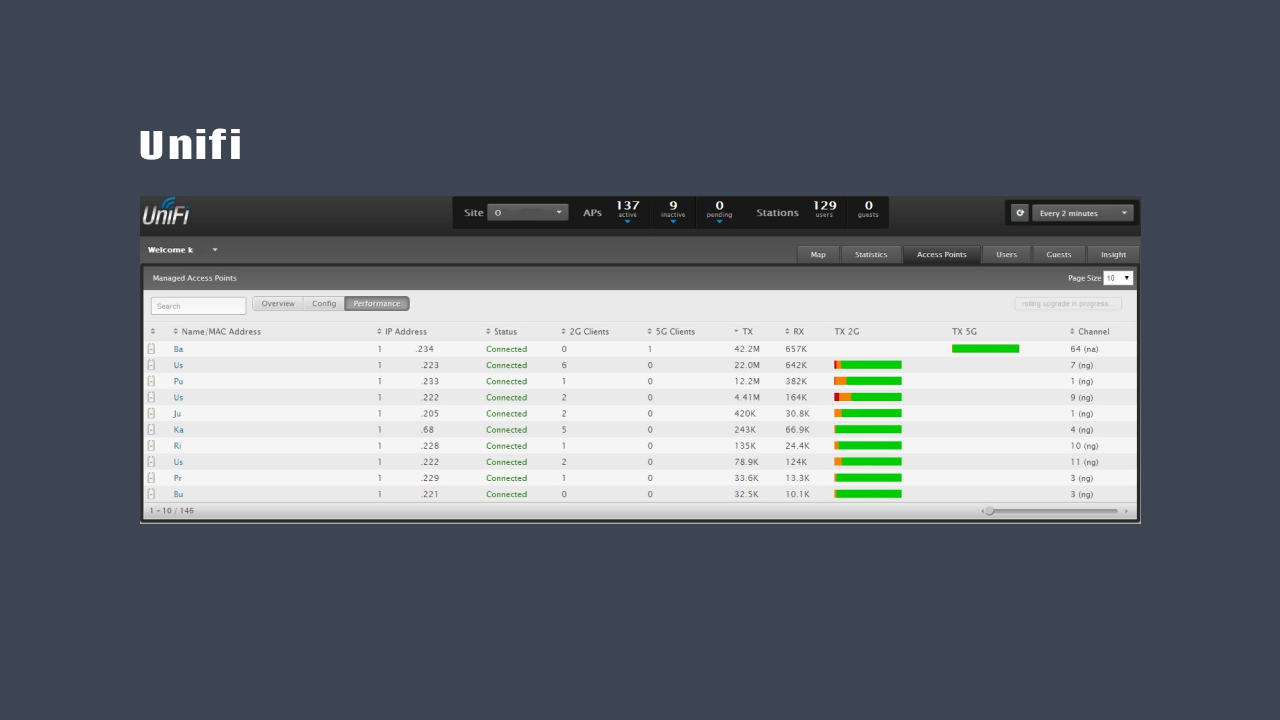 Unifi
UniFi
Site O APs 137 active 9 inactive 0 pending Stations 129 users 0 guests Every 2 minutes
Welcome k
Map Statistics Access Points Users Guests Insight
Managed Access Points Page Size 10
Search Overview Config Performance rolling upgrade in progress...
Name/MAC Address IP Address Status 2G Clients 5G Clients TX RX TX 2G TX 5G Channel
Ba 1 .234 Connected 0 1 42.2M 657K 64 (na)
Us 1 .223 Connected 6 0 22.0M 642K 7 (ng)
Pu 1 .233 Connected 1 0 12.2M 382K 1 (ng)
Us 1 .222 Connected 2 0 4.41M 164K 9 (ng)
Ju 1 .205 Connected 2 0 420K 30.8K 1 (ng)
Ka 1 .68 Connected 5 0 243K 66.9K 4 (ng)
Ri 1 .228 Connected 1 0 135K 24.4K 10 (ng)
Us 1 .222 Connected 2 0 78.9K 124K 11 (ng)
Pr 1 .229 Connected 1 0 33.6K 13.3K 3 (ng)
Bu 1 .221 Connected 0 0 32.5K 10.1K 3 (ng)
1 - 10 / 146